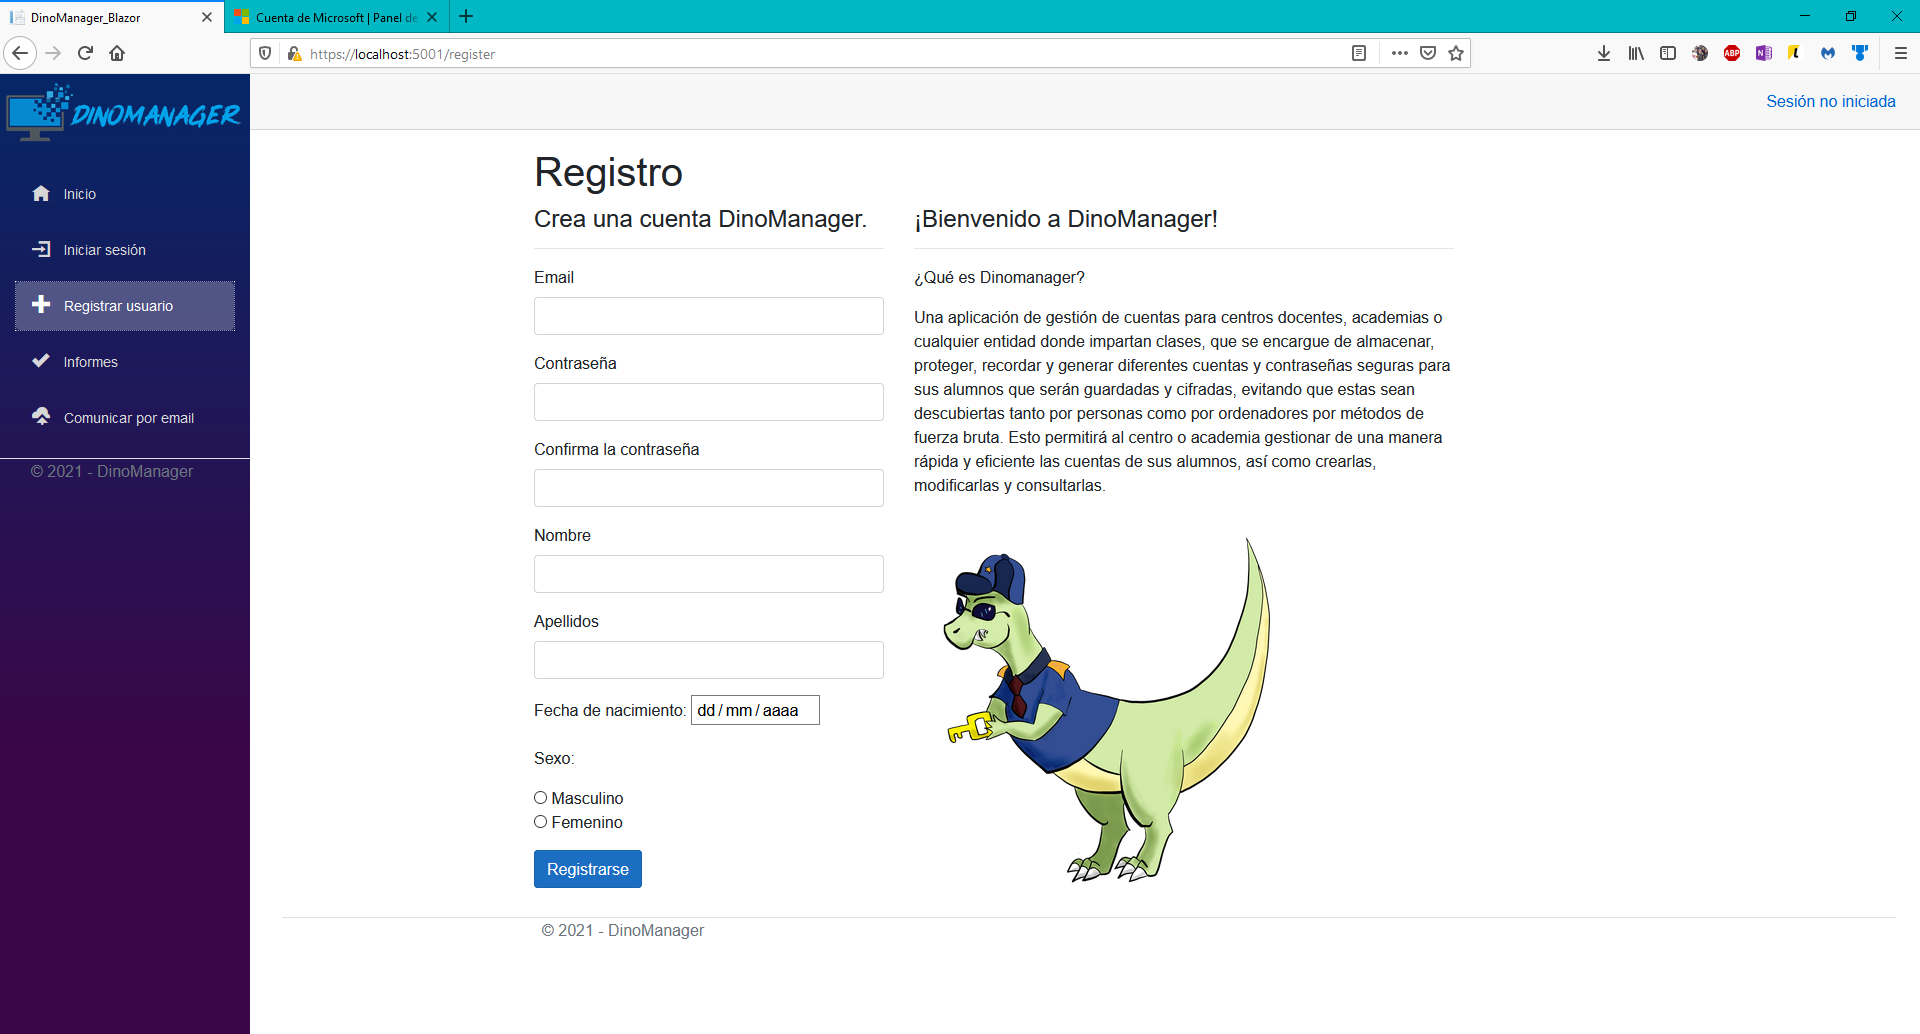 DinoManager_Blazor
Cuenta de Microsoft | Panel de
https://localhost:5001/register
ABP
N
DINOMANAGER
Sesión no iniciada
Inicio
Iniciar sesión
Registrar usuario
Informes
Comunicar por email
© 2021 - DinoManager
Registro
Crea una cuenta DinoManager.
Email
Contraseña
Confirma la contraseña
Nombre
Apellidos
Fecha de nacimiento: dd / mm / aaaa
Sexo:
Masculino
Femenino
Registrarse
¡Bienvenido a DinoManager!
¿Qué es Dinomanager?
Una aplicación de gestión de cuentas para centros docentes, academias o
cualquier entidad donde impartan clases, que se encargue de almacenar,
proteger, recordar y generar diferentes cuentas y contraseñas seguras para
sus alumnos que serán guardadas y cifradas, evitando que estas sean
descubiertas tanto por personas como por ordenadores por métodos de
fuerza bruta. Esto permitirá al centro o academia gestionar de una manera
rápida y eficiente las cuentas de sus alumnos, así como crearlas,
modificarlas y consultarlas.
© 2021 - DinoManager